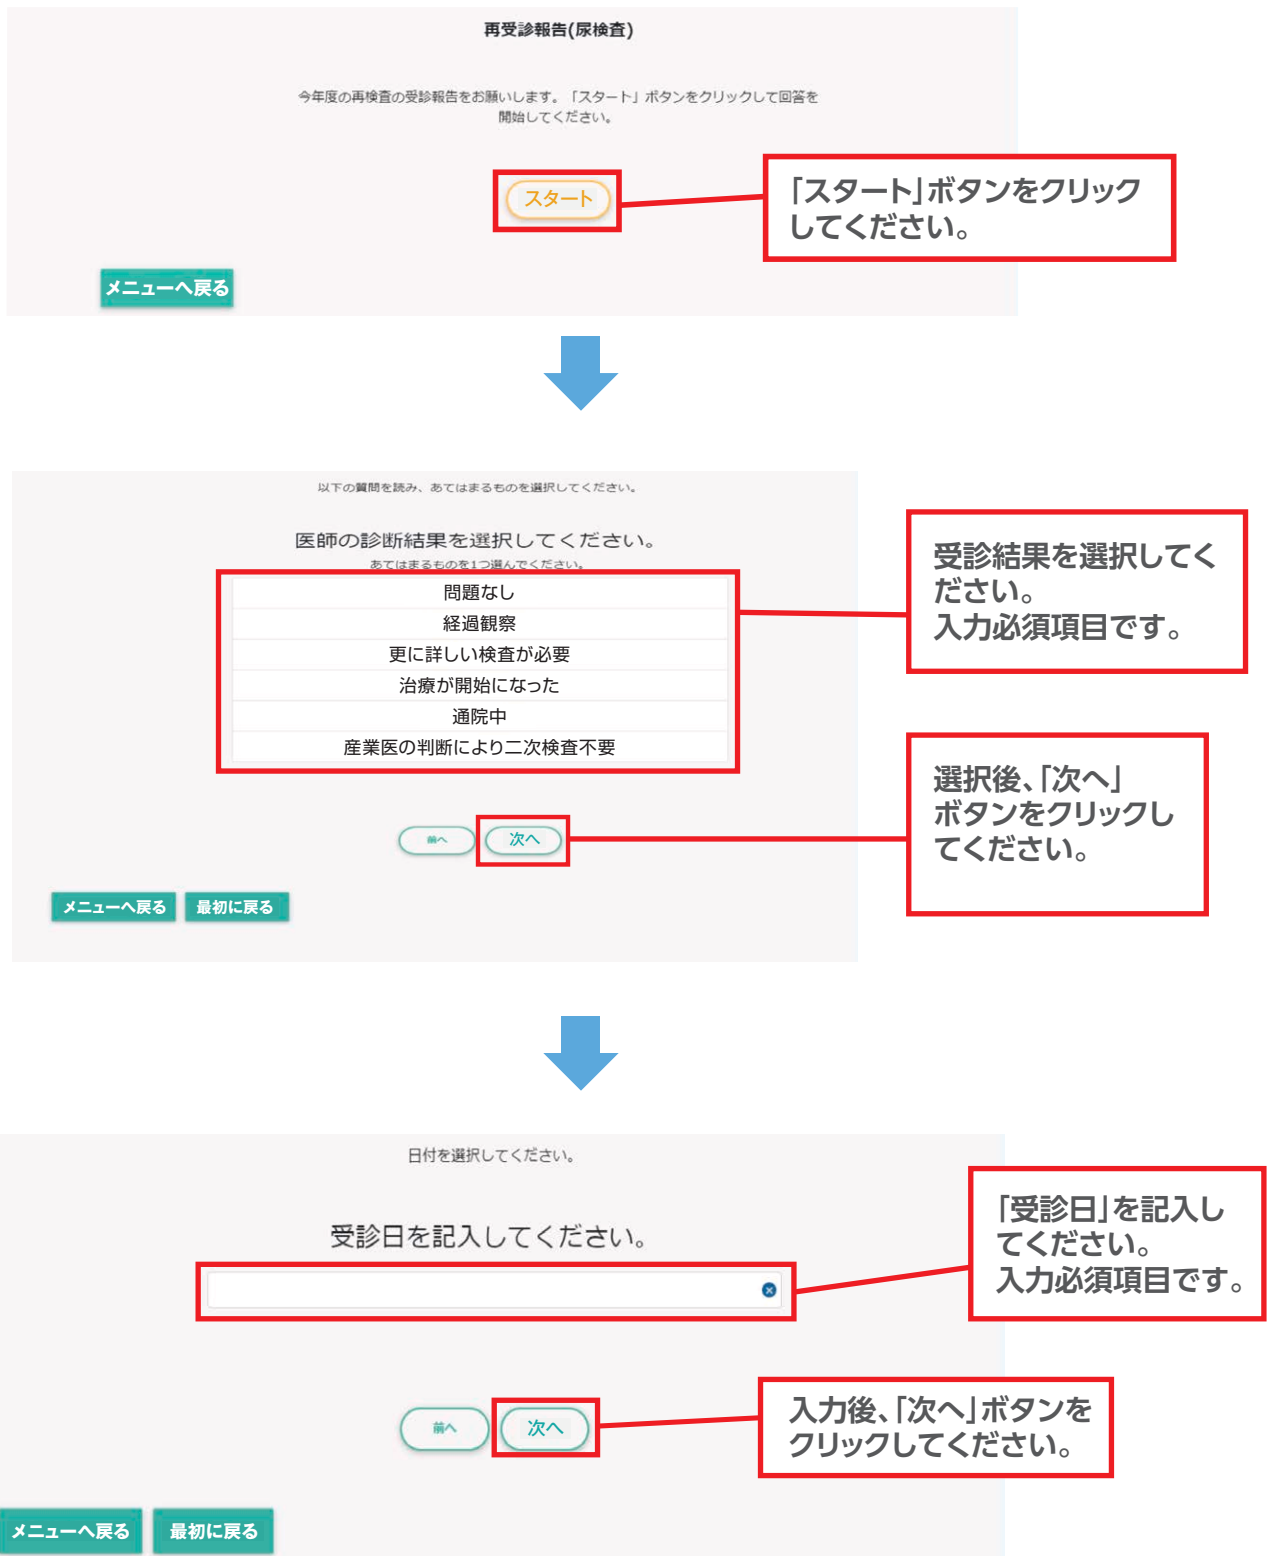 再受診報告(尿検査)
今年度の再検査の受診報告をお願いします。「スタート」ボタンをクリックして回答を
開始してください。
スタート
「スタート」ボタンをクリック
してください。
メニューへ戻る
以下の質問を読み、あてはまるものを選択してください。
医師の診断結果を選択してください。
あてはまるものを1つ選んでください。
問題なし
経過観察
更に詳しい検査が必要
治療が開始になった
通院中
産業医の判断により二次検査不要
受診結果を選択してく
ださい。
入力必須項目です。
前へ
次へ
選択後、「次へ」
ボタンをクリックし
てください。
メニューへ戻る
最初に戻る
日付を選択してください。
受診日を記入してください。
「受診日」を記入し
てください。
入力必須項目です。
前へ
次へ
入力後、「次へ」ボタンを
クリックしてください。
メニューへ戻る
最初に戻る